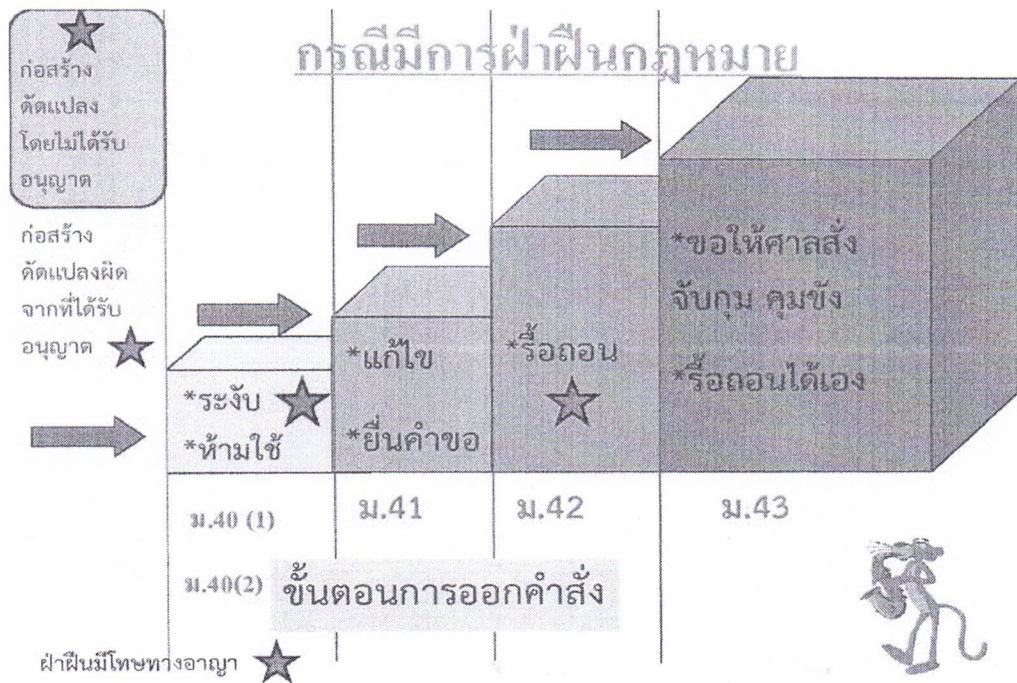 กรณีมีการฝ่าฝืนกฎหมาย
ก่อสร้าง
ดัดแปลง
โดยไม่ได้รับ
อนุญาต
ก่อสร้าง
ดัดแปลงผิด
จากที่ได้รับ
อนุญาต
*ระงับ
*ห้ามใช้
*แก้ไข
*ยื่นคำขอ
*รื้อถอน
*ขอให้ศาลสั่ง
จับกุม คุมขัง
*รื้อถอนได้เอง
ม.40 (1)
ม.41
ม.42
ม.43
ม.40(2)
ขั้นตอนการออกคำสั่ง
ฝ่าฝืนมีโทษทางอาญา